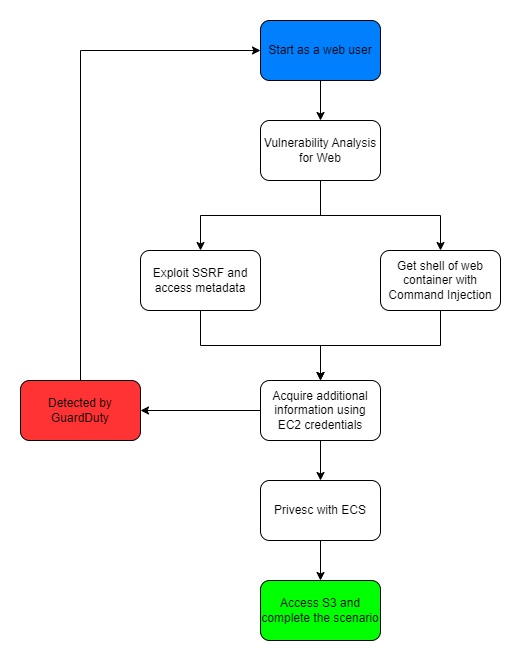 Start as a web user
Vulnerability Analysis
for Web
Exploit SSRF and
access metadata
Get shell of web
container with
Command Injection
Detected by
GuardDuty
Acquire additional
information using
EC2 credentials
Privesc with ECS
Access S3 and
complete the scenario